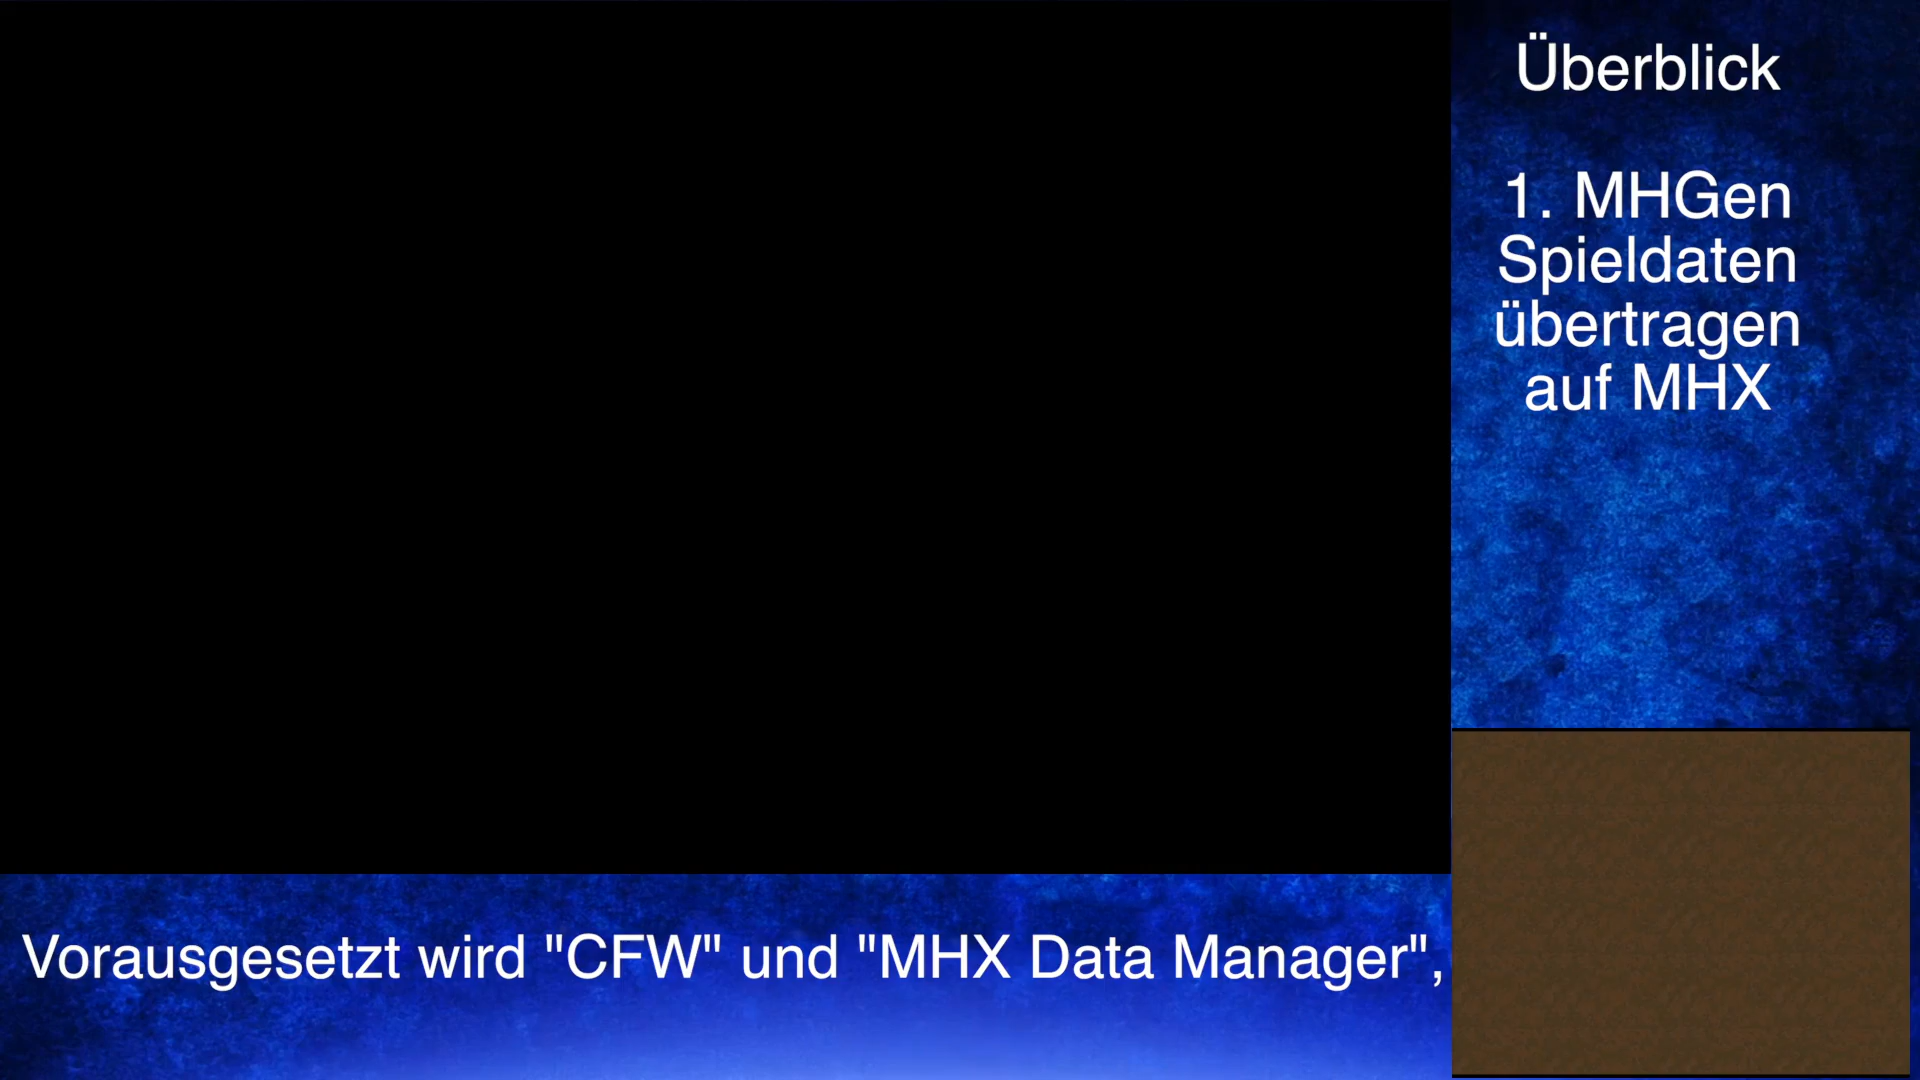 Überblick
1. MHGen
Spieldaten
übertragen
auf MHX
Vorausgesetzt wird "CFW" und "MHX Data Manager",